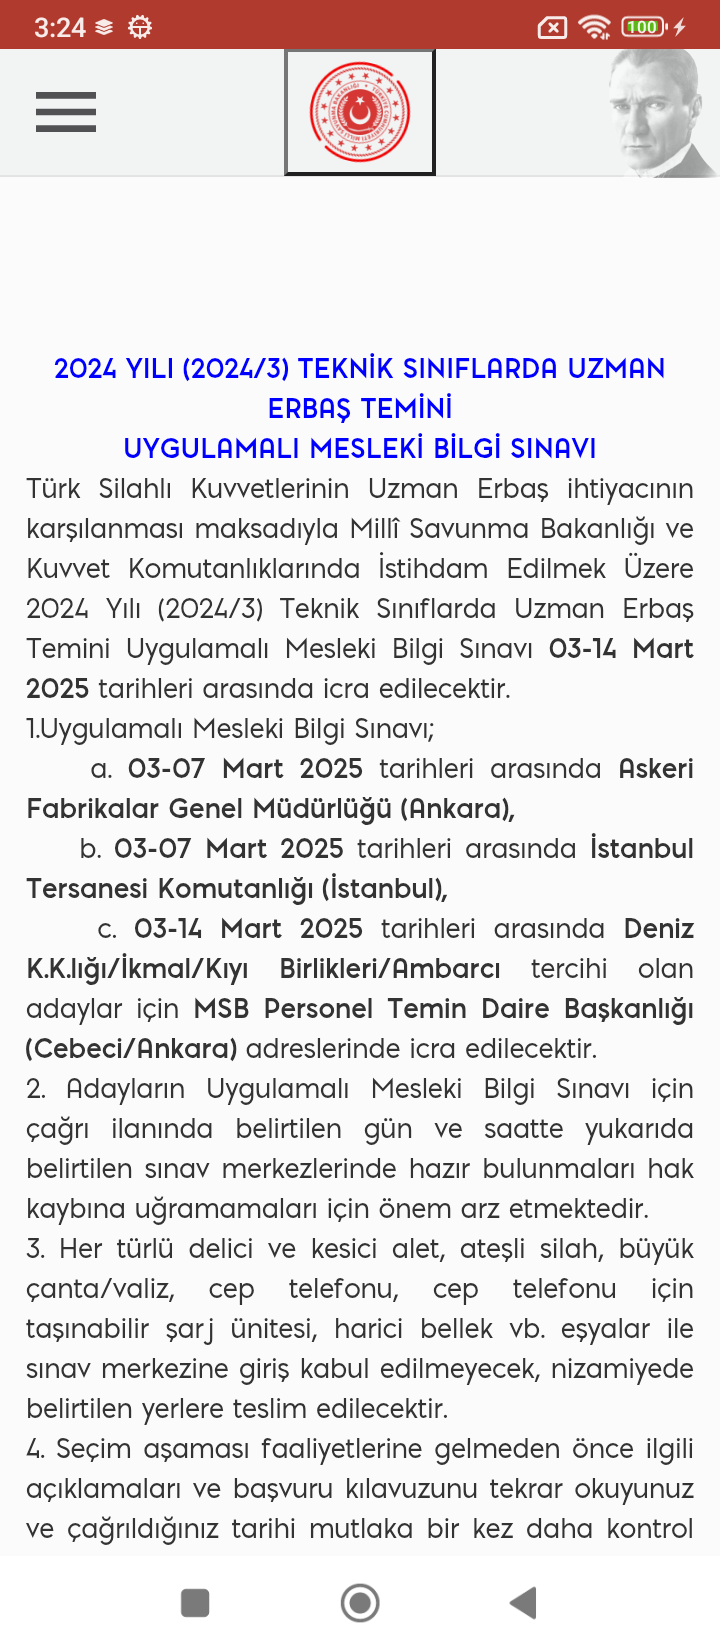 3:24
100
2024 YILI (2024/3) TEKNİK SINIFLARDA UZMAN
ERBAŞ TEMİNİ
UYGULAMALI MESLEKİ BİLGİ SINAVI
Türk Silahlı Kuvvetlerinin Uzman Erbaş ihtiyacının
karşılanması maksadıyla Millî Savunma Bakanlığı ve
Kuvvet Komutanlıklarında İstihdam Edilmek Üzere
2024 Yılı (2024/3) Teknik Sınıflarda Uzman Erbaş
Temini Uygulamalı Mesleki Bilgi Sınavı 03-14 Mart
2025 tarihleri arasında icra edilecektir.
1.Uygulamalı Mesleki Bilgi Sınavı;
a. 03-07 Mart 2025 tarihleri arasında Askeri
Fabrikalar Genel Müdürlüğü (Ankara),
b. 03-07 Mart 2025 tarihleri arasında İstanbul
Tersanesi Komutanlığı (İstanbul),
c. 03-14 Mart 2025 tarihleri arasında Deniz
K.K.lığı/İkmal/Kıyı Birlikleri/Ambarcı tercihi olan
adaylar için MSB Personel Temin Daire Başkanlığı
(Cebeci/Ankara) adreslerinde icra edilecektir.
2. Adayların Uygulamalı Mesleki Bilgi Sınavı için
çağrı ilanında belirtilen gün ve saatte yukarıda
belirtilen sınav merkezlerinde hazır bulunmaları hak
kaybına uğramamaları için önem arz etmektedir.
3. Her türlü delici ve kesici alet, ateşli silah, büyük
çanta/valiz, cep telefonu, cep telefonu için
taşınabilir şarj ünitesi, harici bellek vb. eşyalar ile
sınav merkezine giriş kabul edilmeyecek, nizamiyede
belirtilen yerlere teslim edilecektir.
4. Seçim aşaması faaliyetlerine gelmeden önce ilgili
açıklamaları ve başvuru kılavuzunu tekrar okuyunuz
ve çağrıldığınız tarihi mutlaka bir kez daha kontrol